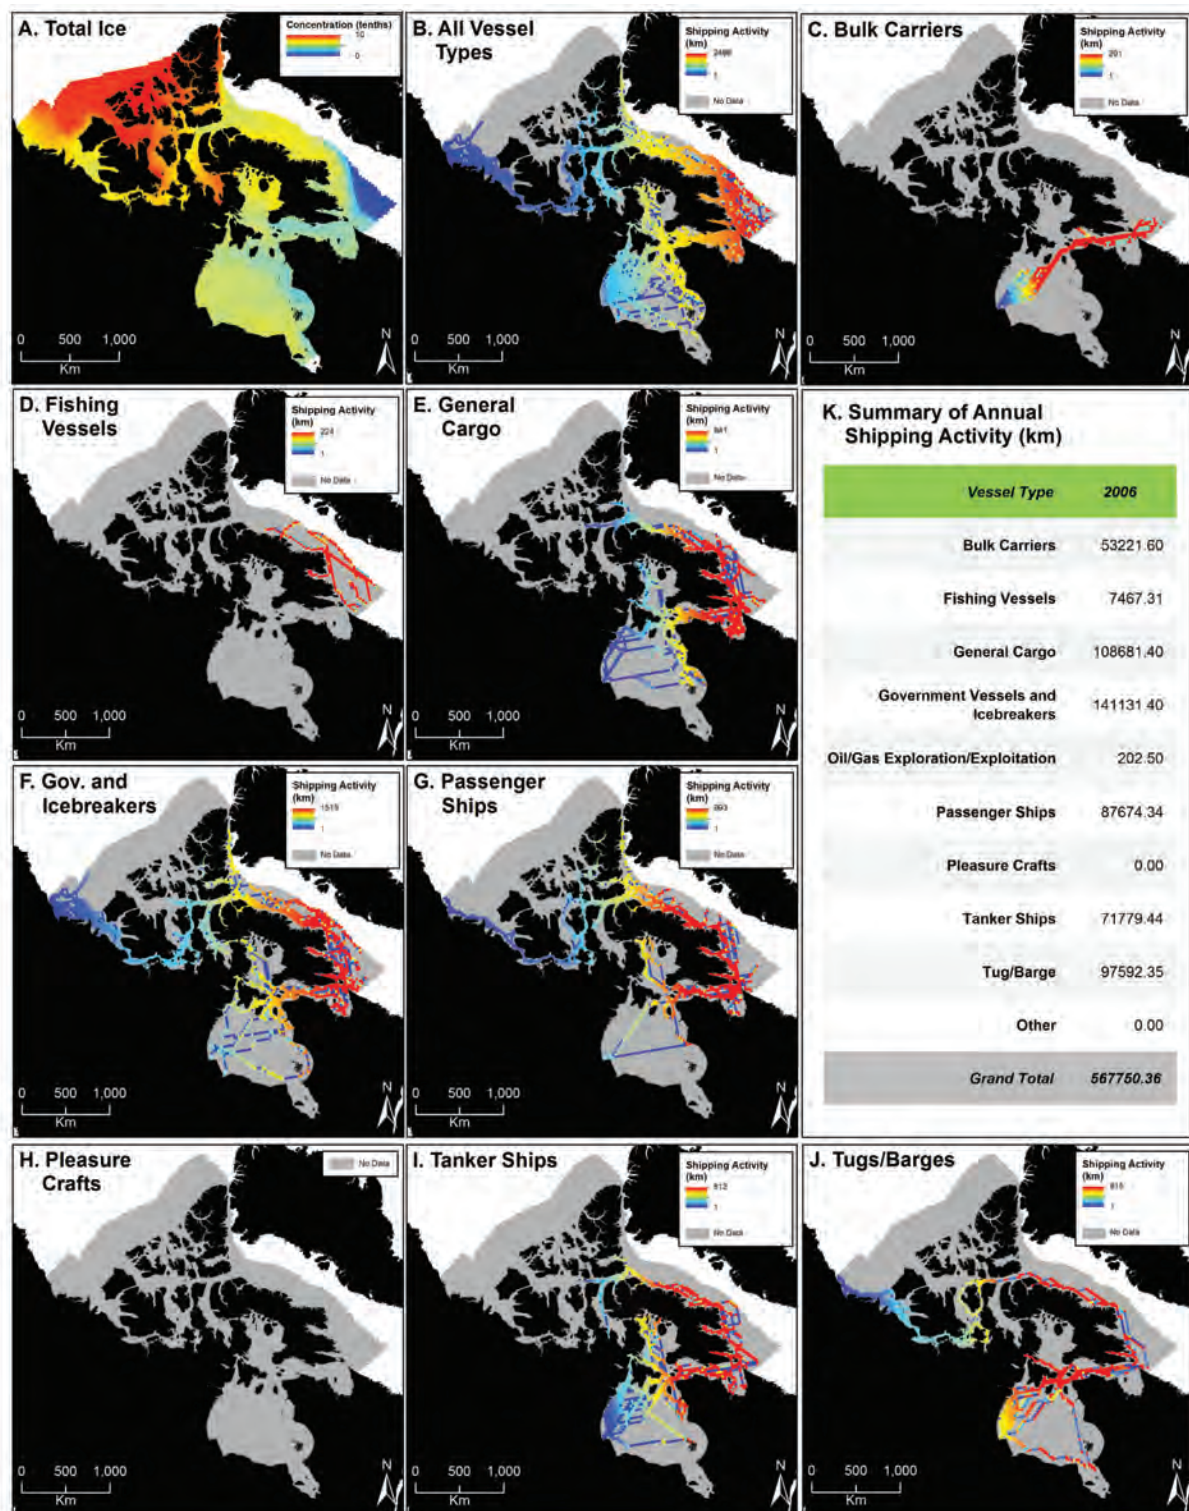 A. Total Ice
Concentration (tenths)
10
0
0 500 1,000
Km
N
B. All Vessel
Types
Shipping Activity
(km)
1
No Data
0 500 1,000
Km
N
C. Bulk Carriers
Shipping Activity
(km)
1
No Data
0 500 1,000
Km
N
D. Fishing
Vessels
Shipping Activity
(km)
224
1
No Data
0 500 1,000
Km
N
E. General
Cargo
Shipping Activity
(km)
1
No Data
0 500 1,000
Km
N
K. Summary of Annual
Shipping Activity (km)
Vessel Type 2006
Bulk Carriers 53221.60
Fishing Vessels 7467.31
General Cargo 108681.40
Government Vessels and
Icebreakers 141131.40
Oil/Gas Exploration/Exploitation 202.50
Passenger Ships 87674.34
Pleasure Crafts 0.00
Tanker Ships 71779.44
Tug/Barge 97592.35
Other 0.00
Grand Total 567750.36
F. Gov. and
Icebreakers
Shipping Activity
(km)
1
No Data
0 500 1,000
Km
N
G. Passenger
Ships
Shipping Activity
(km)
1
No Data
0 500 1,000
Km
N
H. Pleasure
Crafts
No Data
0 500 1,000
Km
N
I. Tanker Ships
Shipping Activity
(km)
1
No Data
0 500 1,000
Km
N
J. Tugs/Barges
Shipping Activity
(km)
1
No Data
0 500 1,000
Km
N